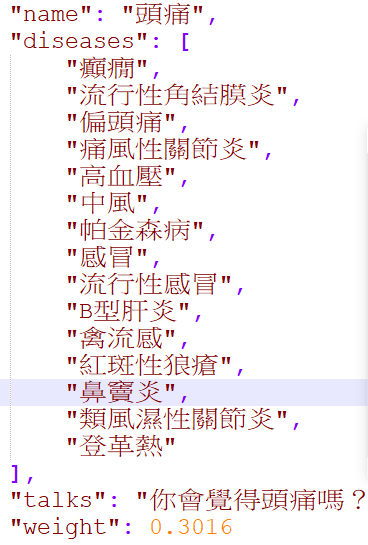 "name": "頭痛",
"diseases": [
"癲癇",
"流行性角結膜炎",
"偏頭痛",
"痛風性關節炎",
"高血壓",
"中風",
"帕金森病",
"感冒",
"流行性感冒",
"B型肝炎",
"禽流感",
"紅斑性狼瘡",
"鼻竇炎",
"類風濕性關節炎",
"登革熱"
],
"talks": "你會覺得頭痛嗎？
"weight": 0.3016